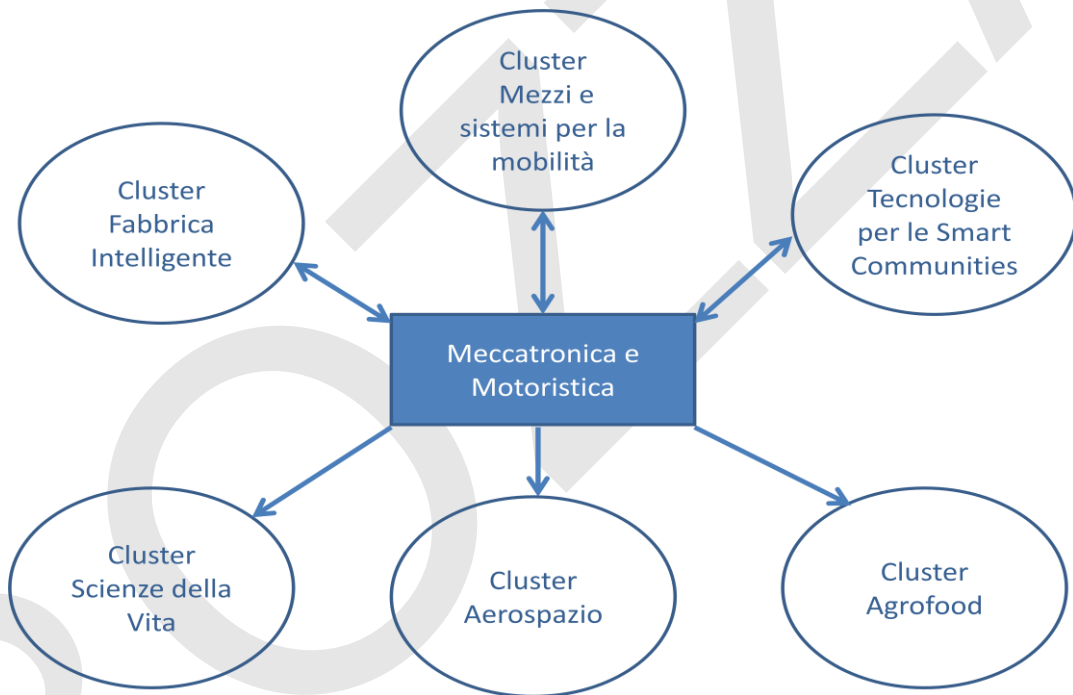 Cluster
Mezzi e
sistemi per la
mobilità
Cluster
Fabbrica
Intelligente
Cluster
Tecnologie
per le Smart
Communities
Meccatronica e
Motoristica
Cluster
Scienze della
Vita
Cluster
Aerospazio
Cluster
Agrofood